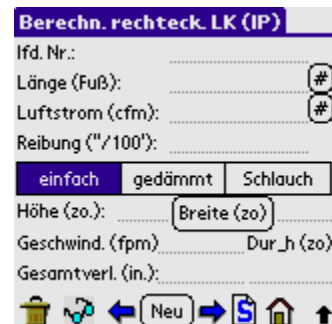 Berechn. rechteck. LK (IP)
lfd. Nr.:
Länge (Fuß): #
Luftstrom (cfm): #
Reibung ("/100'):
einfach gedämmt Schlauch
Höhe (zo.): Breite (zo)
Geschwind. (fpm) Dur_h (zo)
Gesamtverl. (in.):
Neu S